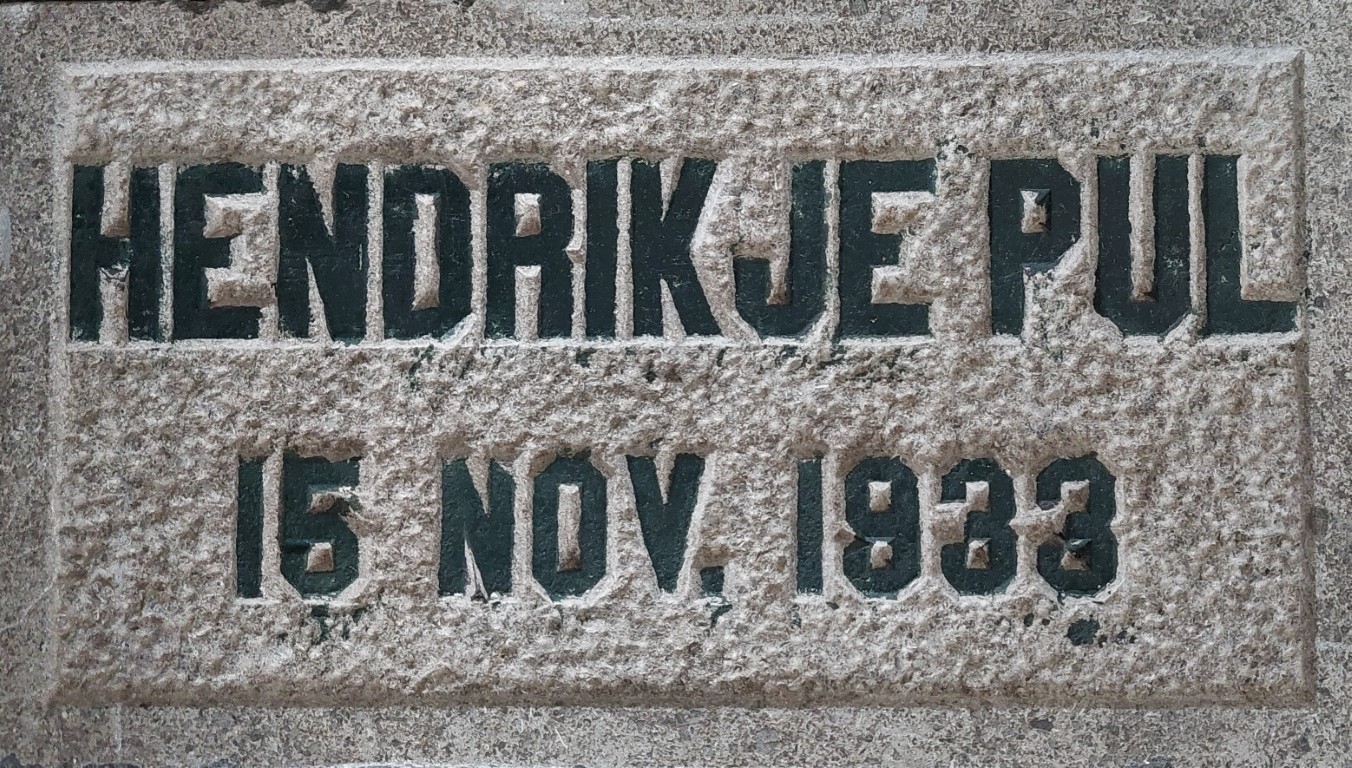 HENDRIKJE PUL
15 NOV. 1933